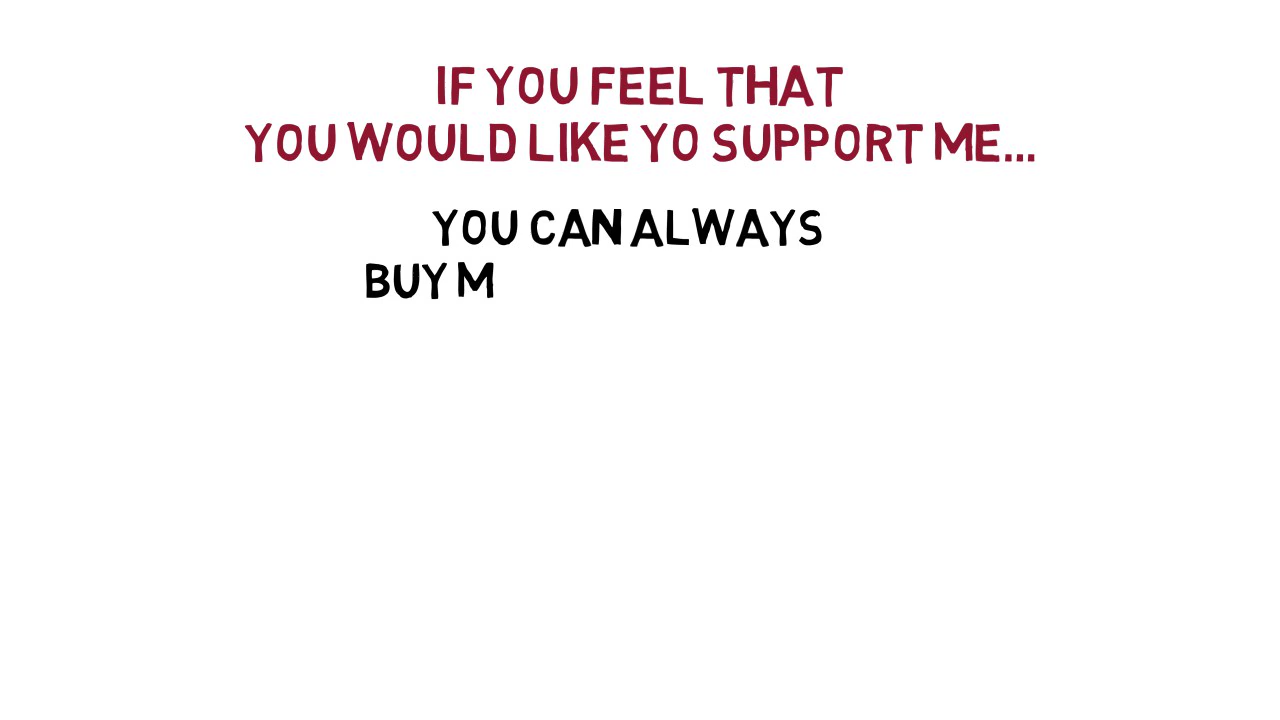 IF YOU FEEL THAT
YOU WOULD LIKE YO SUPPORT ME...
YOU CAN ALWAYS
BUY M